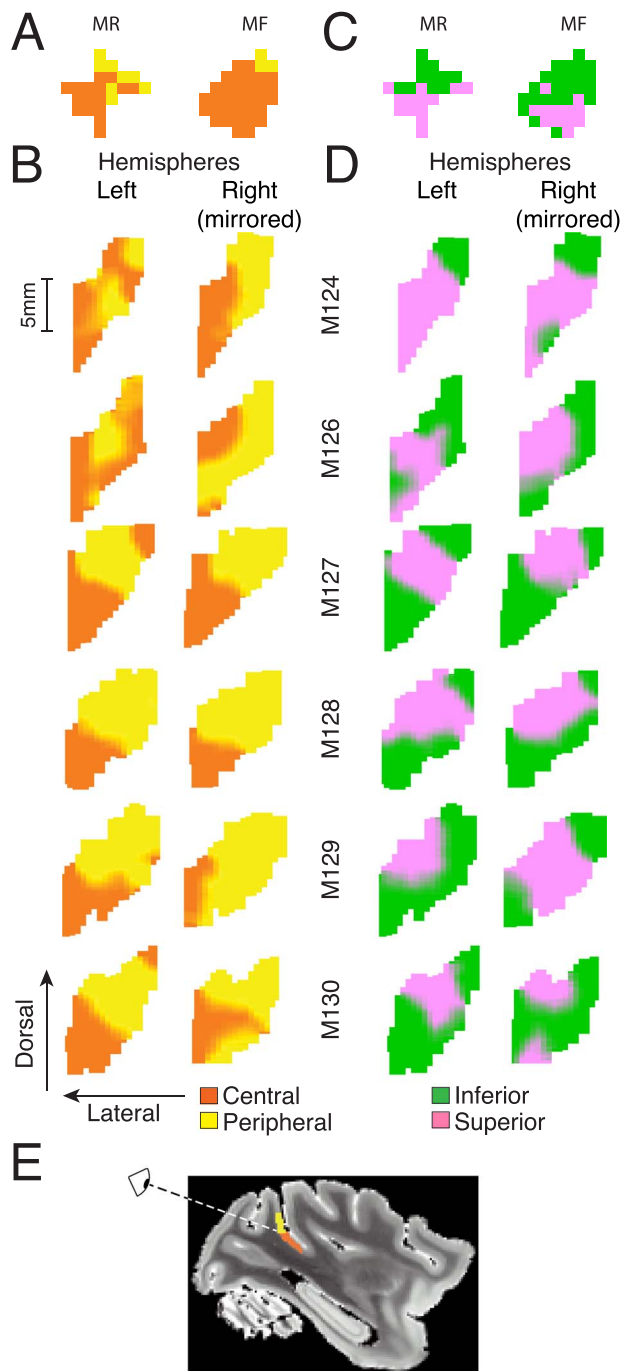 A
MR
MF
C
MR
MF
B
Hemispheres
Left
Right
(mirrored)
D
Hemispheres
Left
Right
(mirrored)
5mm
M124
M126
M127
M128
M129
M130
Dorsal
Lateral
Central
Peripheral
Inferior
Superior
E